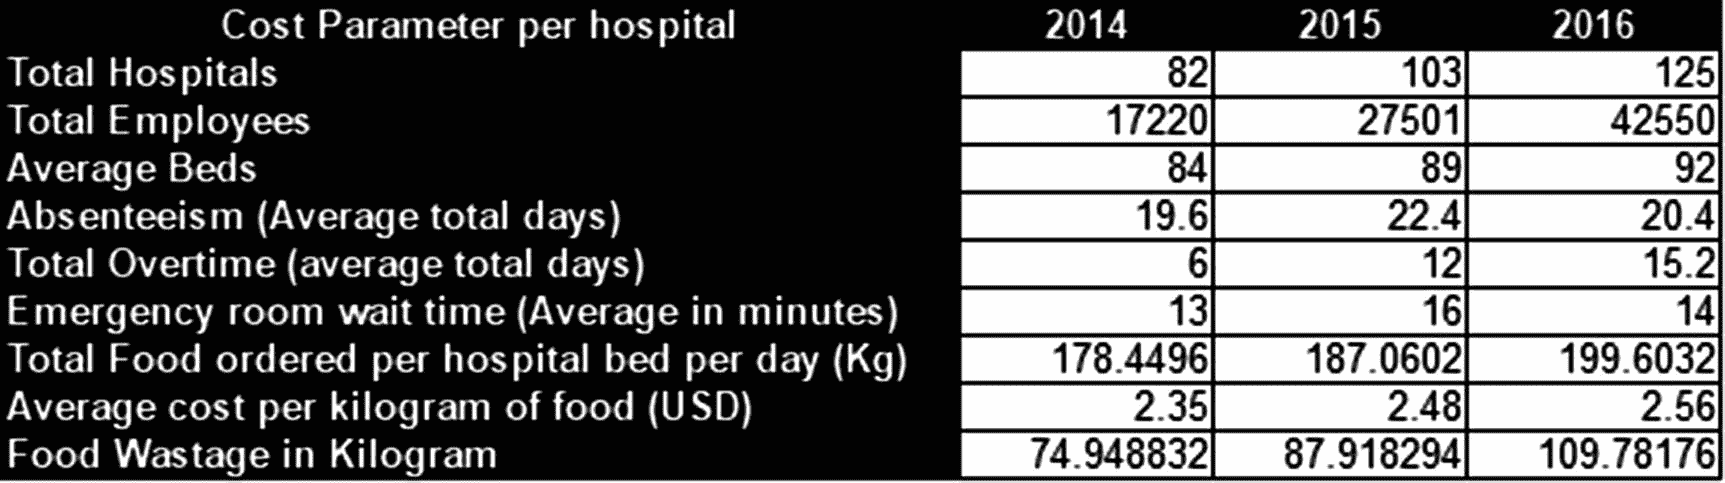 Cost Parameter per hospital 2014 2015 2016
Total Hospitals 82 103 125
Total Employees 17220 27501 42550
Average Beds 84 89 92
Absenteeism (Average total days) 19.6 22.4 20.4
Total Overtime (average total days) 6 12 15.2
Emergency room wait time (Average in minutes) 13 16 14
Total Food ordered per hospital bed per day (Kg) 178.4496 187.0602 199.6032
Average cost per kilogram of food (USD) 2.35 2.48 2.56
Food Wastage in Kilogram 74.948832 87.918294 109.78176